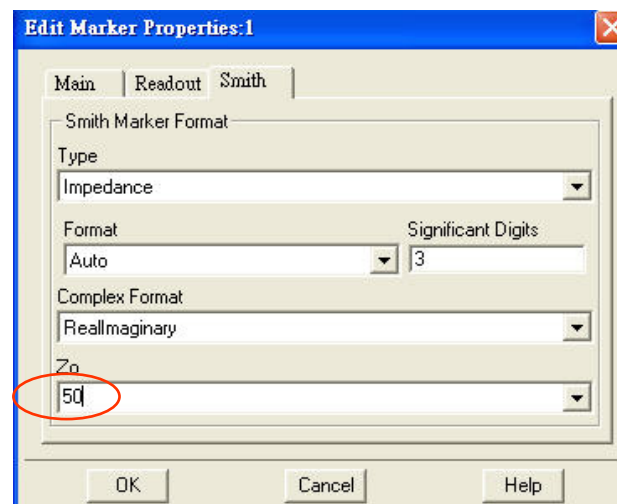 Edit Marker Properties:1
Main Readout Smith
Smith Marker Format
Type
Impedance
Format Significant Digits
Auto 3
Complex Format
RealImaginary
Zo
50
OK Cancel Help